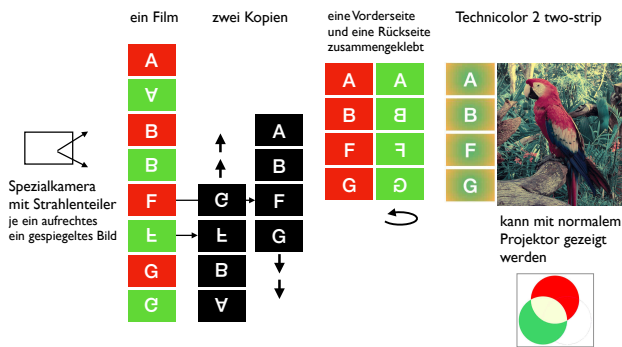 ein Film
A
A
B
B
F
F
G
G
zwei Kopien
G
F
B
A
A
B
F
G
eine Vorderseite
und eine Rückseite
zusammengeklebt
A A
B B
F F
G G
Technicolor 2 two-strip
A
B
F
G
Spezialkamera
mit Strahlenteiler
je ein aufrechtes
ein gespiegeltes Bild
kann mit normalem
Projektor gezeigt
werden